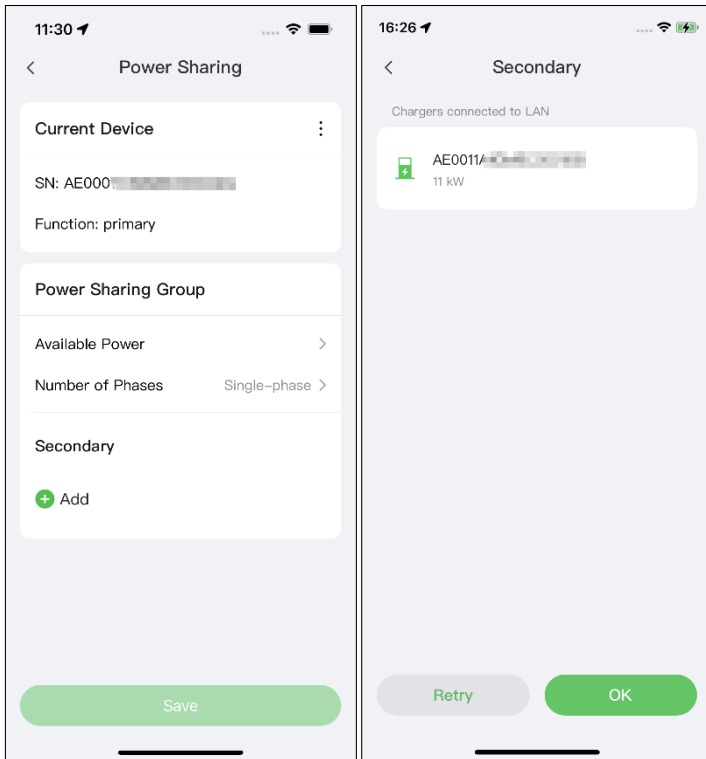 11:30
Power Sharing
Current Device
SN: AE000
Function: primary
Power Sharing Group
Available Power
Number of Phases Single-phase
Secondary
Add
Save
16:26
Secondary
Chargers connected to LAN
AE0011A
11 kW
Retry OK